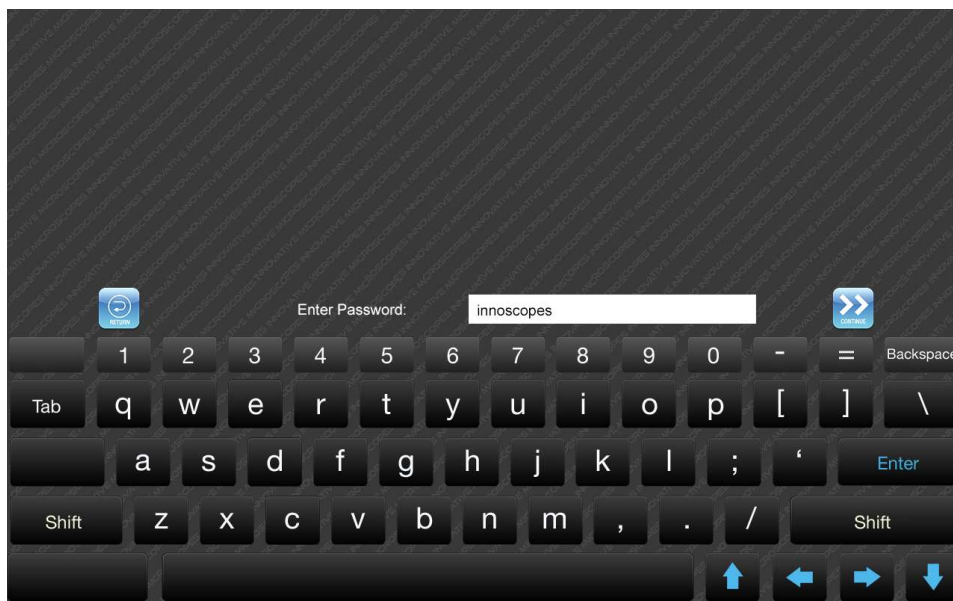 RETURN
Enter Password:
innoscopes
CONTINUE
1 2 3 4 5 6 7 8 9 0 - = Backspace
Tab q w e r t y u i o p [ ] \
a s d f g h j k l ; ‘ Enter
Shift z x c v b n m , . / Shift